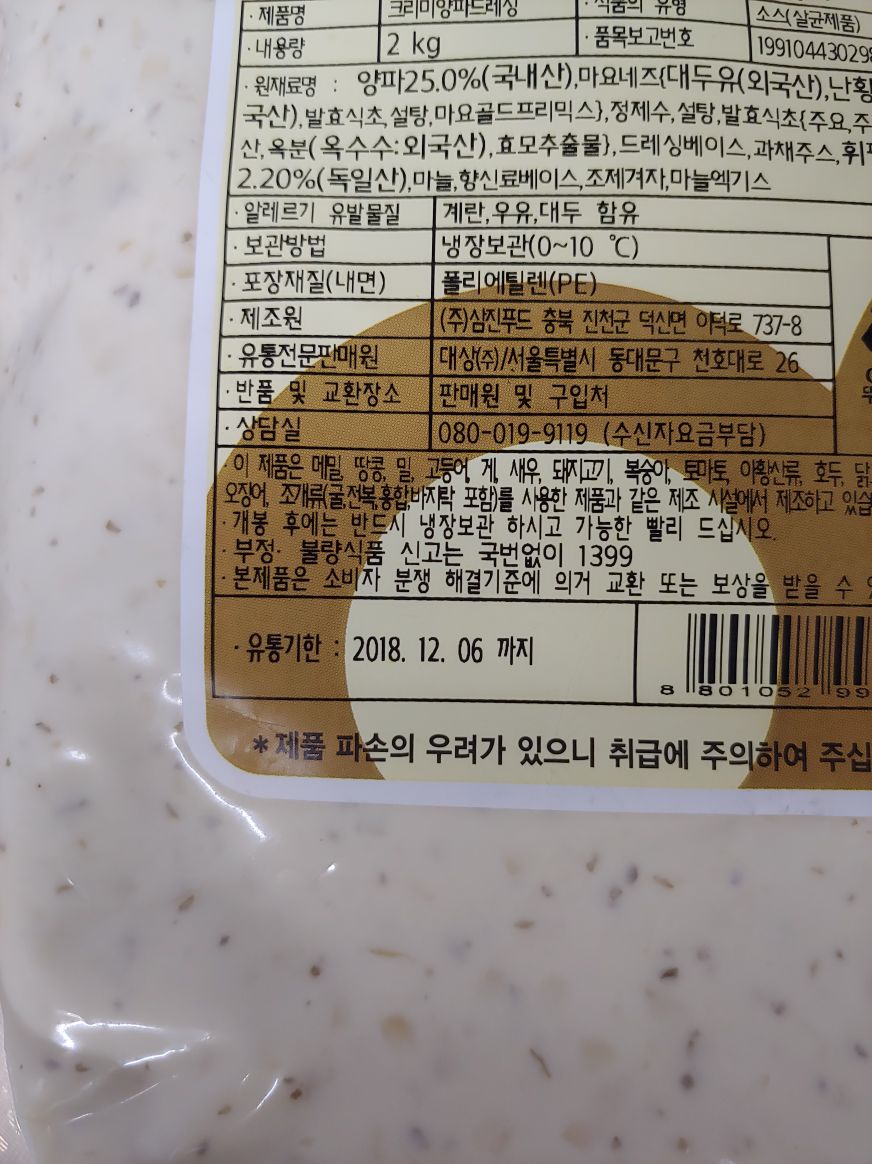 · 제품명 크리미양파드레싱 · 식품의 유형 소스(살균제품)
· 내용량 2 kg · 품목보고번호 199104430298
· 원재료명 : 양파25.0%(국내산),마요네즈{대두유(외국산),난황
국산),발효식초,설탕,마요골드프리믹스},정제수,설탕,발효식초{주요,주
산,옥분(옥수수:외국산),효모추출물},드레싱베이스,과채주스,휘
2.20%(독일산),마늘,향신료베이스,조제겨자,마늘엑기스
· 알레르기 유발물질 계란,우유,대두 함유
· 보관방법 냉장보관(0~10 ℃)
· 포장재질(내면) 폴리에틸렌(PE)
· 제조원 (주)삼진푸드 충북 진천군 덕산면 이덕로 737-8
· 유통전문판매원 대상(주)/서울특별시 동대문구 천호대로 26
· 반품 및 교환장소 판매원 및 구입처
· 상담실 080-019-9119 (수신자요금부담)
· 이 제품은 메밀, 땅콩, 밀, 고등어, 게, 새우, 돼지고기, 복숭아, 토마토, 아황산류, 호두, 닭
오징어, 조개류(굴,전복,홍합,바지락 포함)를 사용한 제품과 같은 제조 시설에서 제조하고 있습
· 개봉 후에는 반드시 냉장보관 하시고 가능한 빨리 드십시오.
· 부정· 불량식품 신고는 국번없이 1399
· 본제품은 소비자 분쟁 해결기준에 의거 교환 또는 보상을 받을 수
· 유통기한 : 2018. 12. 06 까지
8 801052 99
*제품 파손의 우려가 있으니 취급에 주의하여 주십